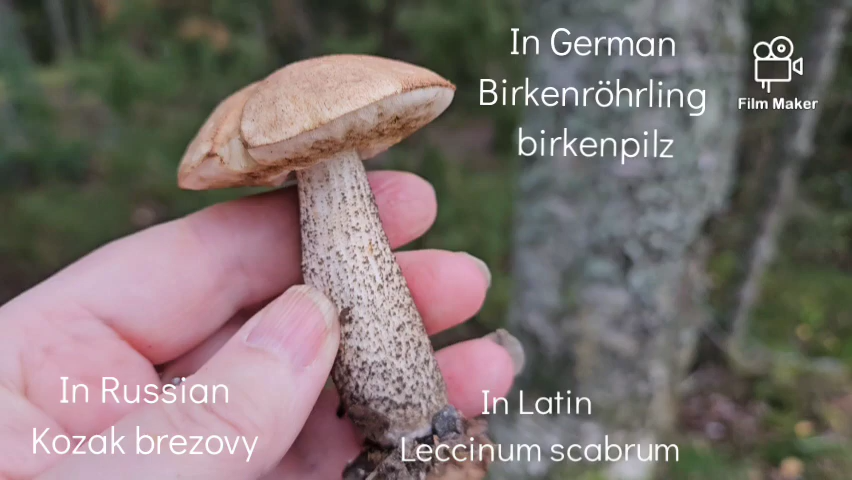 In German
Birkenröhrling
birkenpilz
Film Maker
In Russian
Kozak brezovy
In Latin
Leccinum scabrum